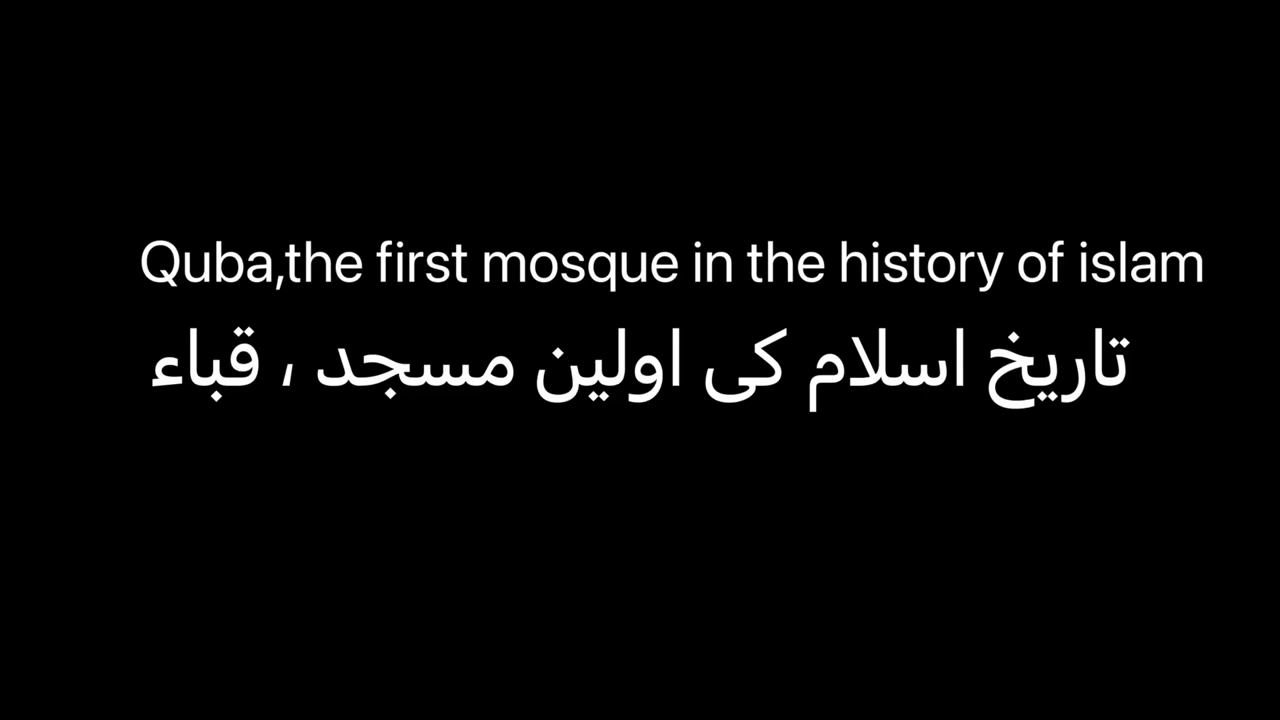 Quba,the first mosque in the history of islam
تاریخ اسلام کی اولین مسجد ، قباء